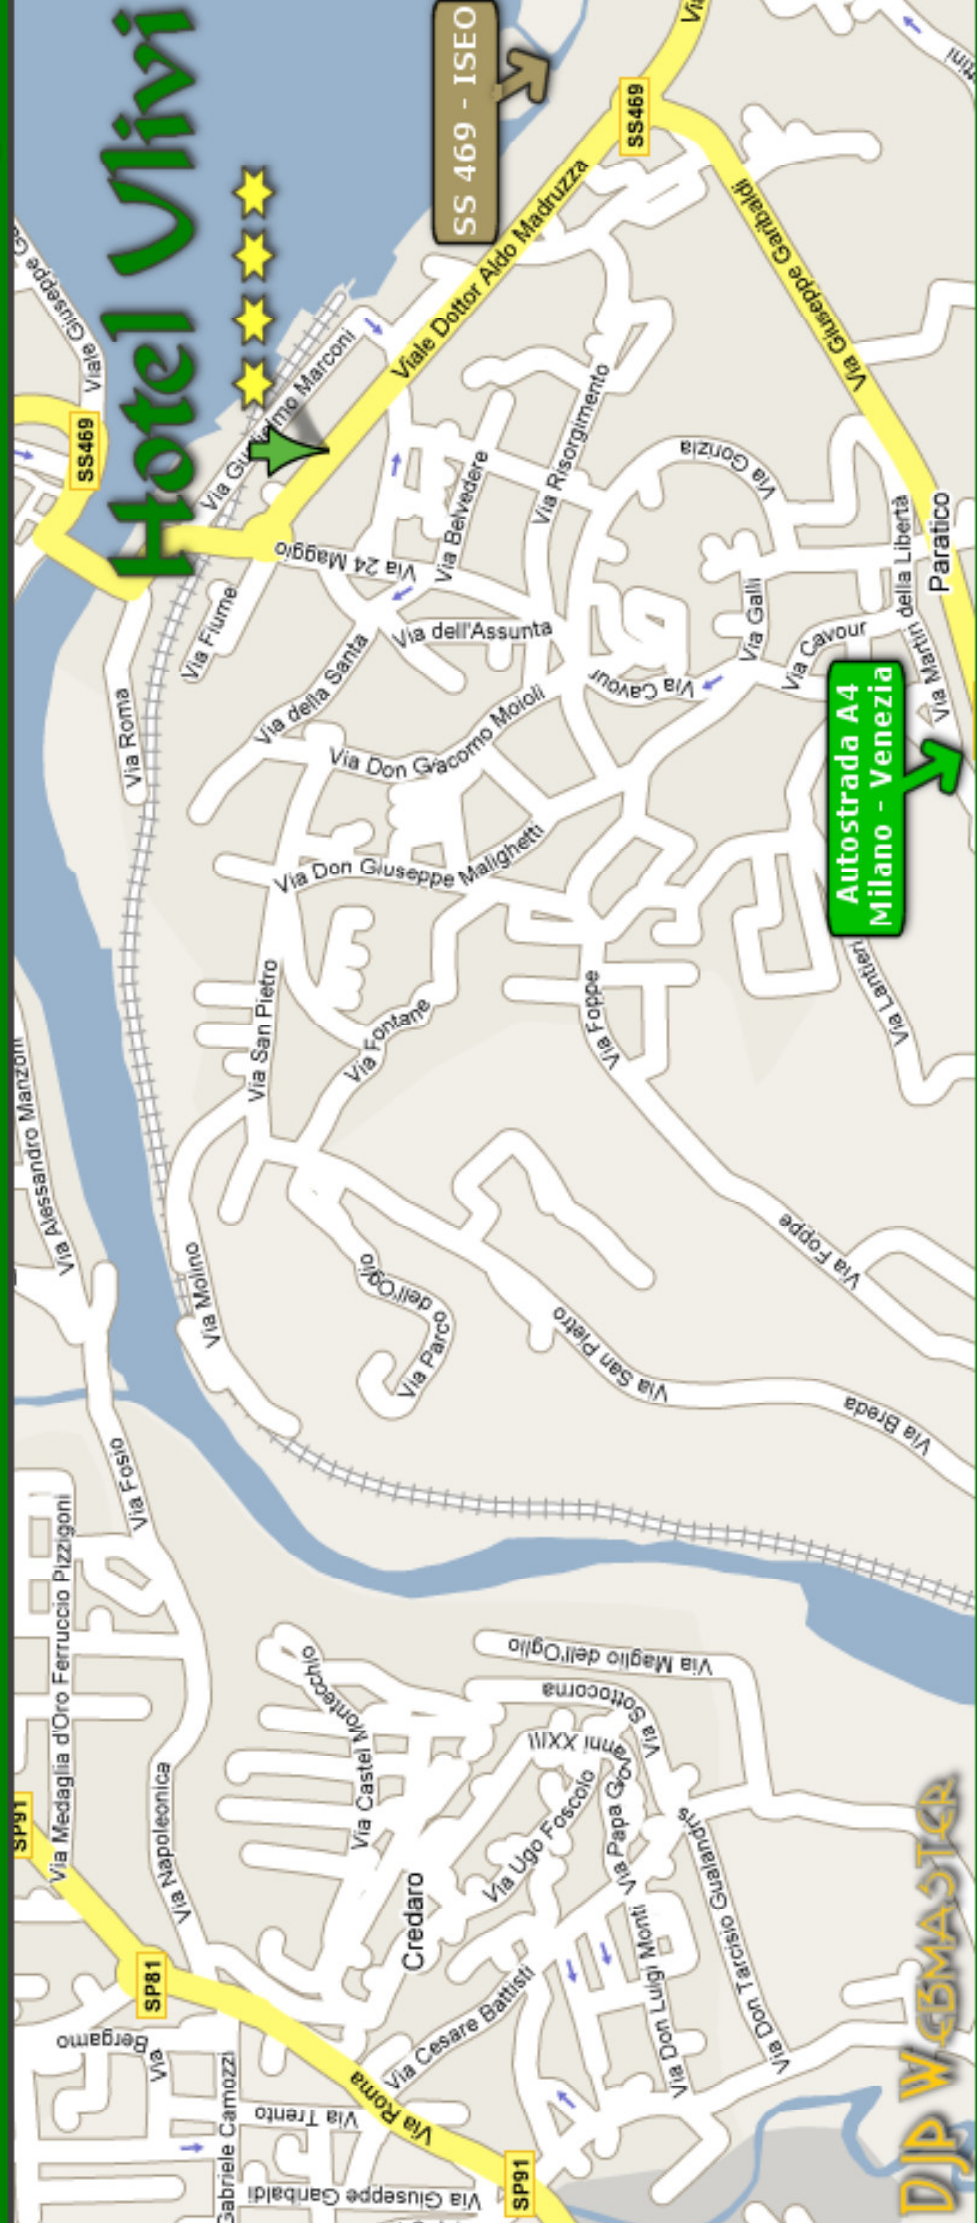 Hotel Vlivi
SS 469 - ISEO
Autostrada A4
Milano - Venezia
DJP WEBMASTER
SP91
Via Medaglia d'Oro Ferruccio Pizzigoni
Via Alessandro Manzoni
SS469
Viale Giuseppe
Via Napoleonica
Via Fosio
SP81
Via
Bergamo
Gabriele Camozzi
Via Trento
Via Giuseppe Garibaldi
Via Roma
SP91
Via Cesare Battisti
Credaro
Via Castel Montecchio
Via Ugo Foscolo
Via Papa Giovanni XXIII
Via Sottocorna
Via Maglio dell'Oglio
Via Don Luigi Monti
Via Don Tarcisio Gualandris
Via Molino
Via Parco dell'Oglio
Via San Pietro
Via Breda
Via San Pietro
Via Fontane
Via Foppe
Via Foppe
Via Lantieri
Via Roma
Via Fiume
Via della Santa
Via Don Giacomo Moioli
Via Don Giuseppe Malighetti
Via dell'Assunta
Via 24 Maggio
Via Belvedere
Via Risorgimento
Via Cavour
Via Cavour
Via Galli
Via Gorizia
Via Martiri della Libertà
Paratico
Via Guglielmo Marconi
Viale Dottor Aldo Madruzza
SS469
Via Giuseppe Garibaldi
Via